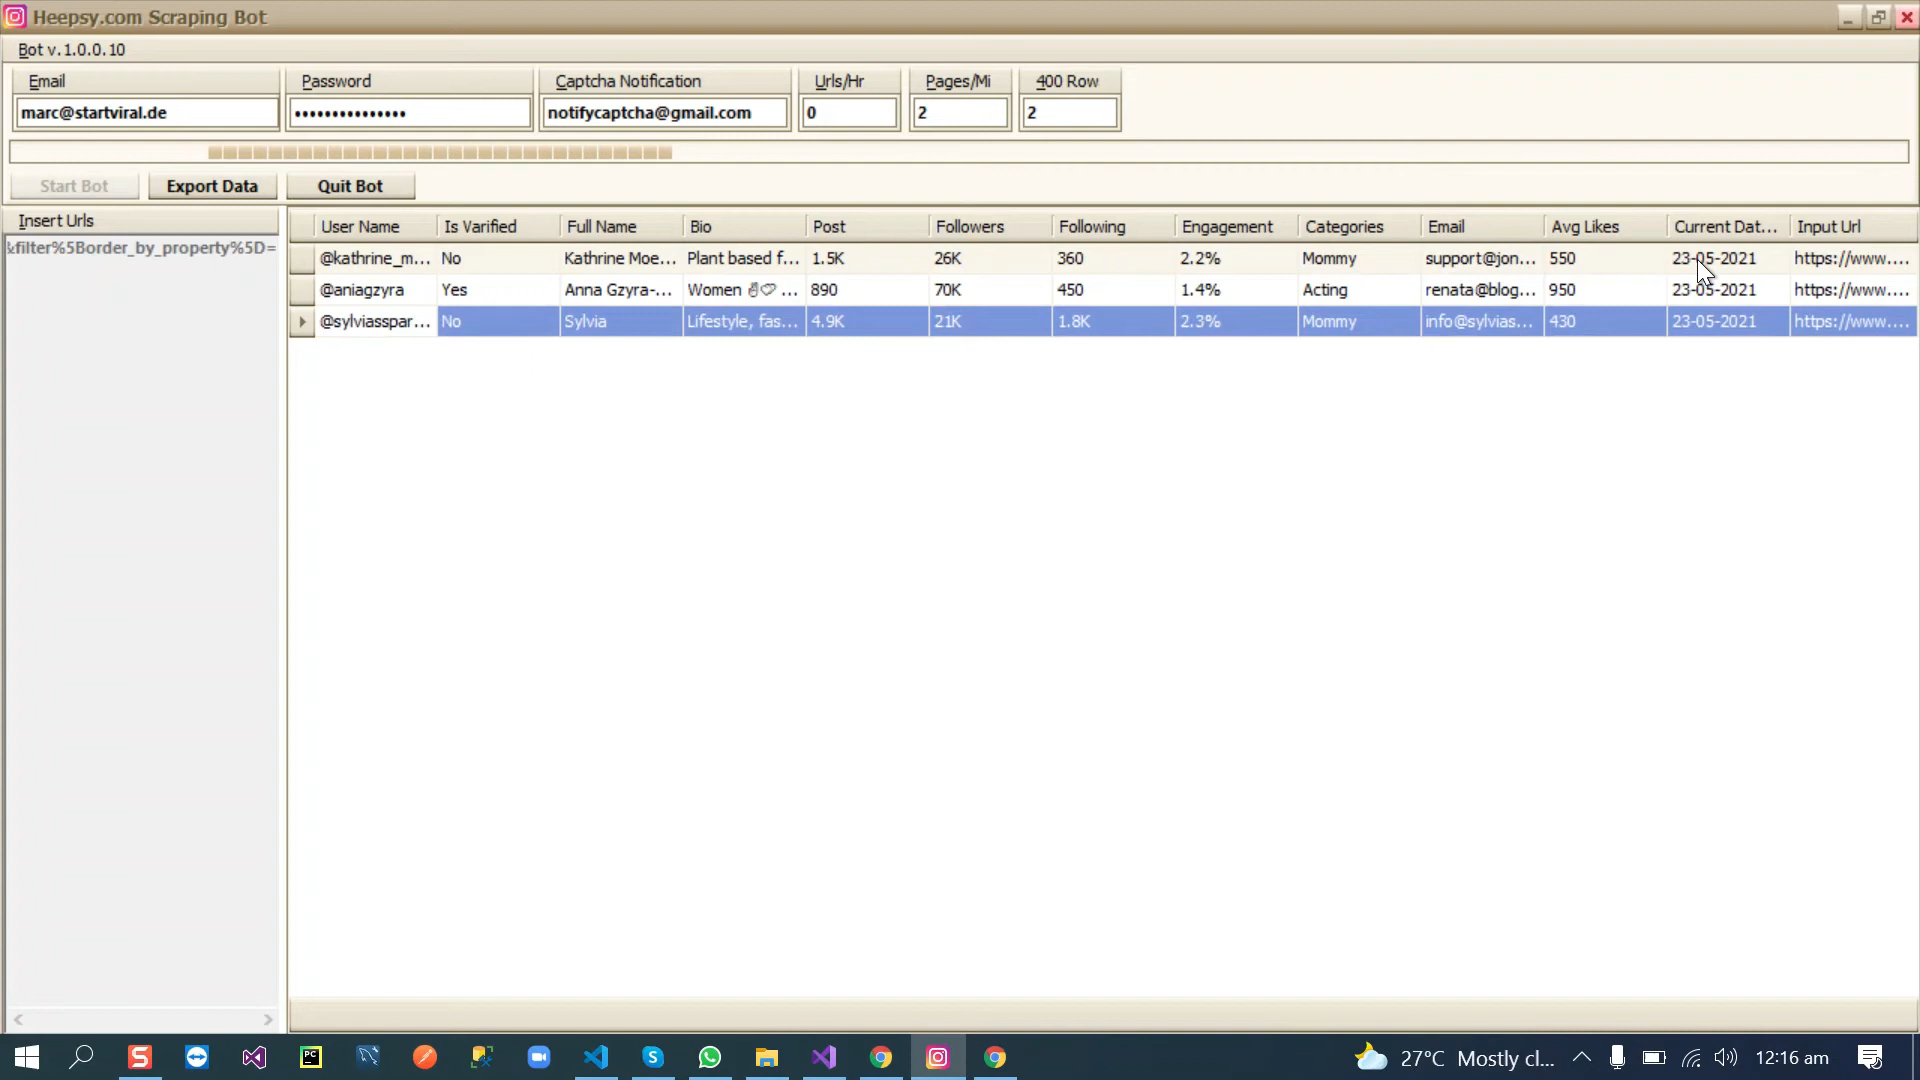 Heepsy.com Scraping Bot
Bot v.1.0.0.10
Email Password Captcha Notification Urls/Hr Pages/Mi 400 Row
marc@startviral.de ••••••••••••••• notifycaptcha@gmail.com 0 2 2
Start Bot Export Data Quit Bot
Insert Urls
&filter%5Border_by_property%5D=
User Name Is Varified Full Name Bio Post Followers Following Engagement Categories Email Avg Likes Current Dat... Input Url
@kathrine_m... No Kathrine Moe... Plant based f... 1.5K 26K 360 2.2% Mommy support@jon... 550 23-05-2021 https://www....
@aniagzyra Yes Anna Gzyra-... Women ✌🤍 ... 890 70K 450 1.4% Acting renata@blog... 950 23-05-2021 https://www....
@sylviasspar... No Sylvia Lifestyle, fas... 4.9K 21K 1.8K 2.3% Mommy info@sylvias... 430 23-05-2021 https://www....
27°C Mostly cl... 12:16 am